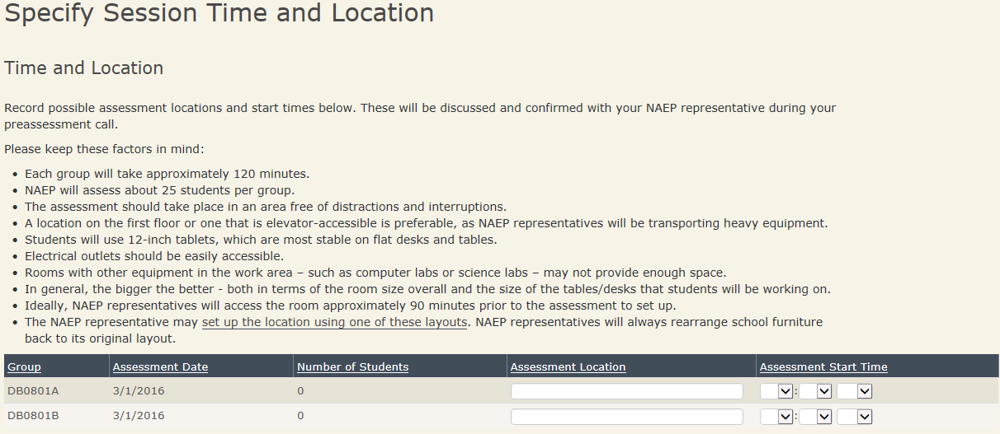 Specify Session Time and Location
Time and Location
Record possible assessment locations and start times below. These will be discussed and confirmed with your NAEP representative during your
preassessment call.
Please keep these factors in mind:
• Each group will take approximately 120 minutes.
• NAEP will assess about 25 students per group.
• The assessment should take place in an area free of distractions and interruptions.
• A location on the first floor or one that is elevator-accessible is preferable, as NAEP representatives will be transporting heavy equipment.
• Students will use 12-inch tablets, which are most stable on flat desks and tables.
• Electrical outlets should be easily accessible.
• Rooms with other equipment in the work area – such as computer labs or science labs – may not provide enough space.
• In general, the bigger the better - both in terms of the room size overall and the size of the tables/desks that students will be working on.
• Ideally, NAEP representatives will access the room approximately 90 minutes prior to the assessment to set up.
• The NAEP representative may set up the location using one of these layouts. NAEP representatives will always rearrange school furniture
back to its original layout.
Group Assessment Date Number of Students Assessment Location Assessment Start Time
DB0801A 3/1/2016 0 :
DB0801B 3/1/2016 0 :